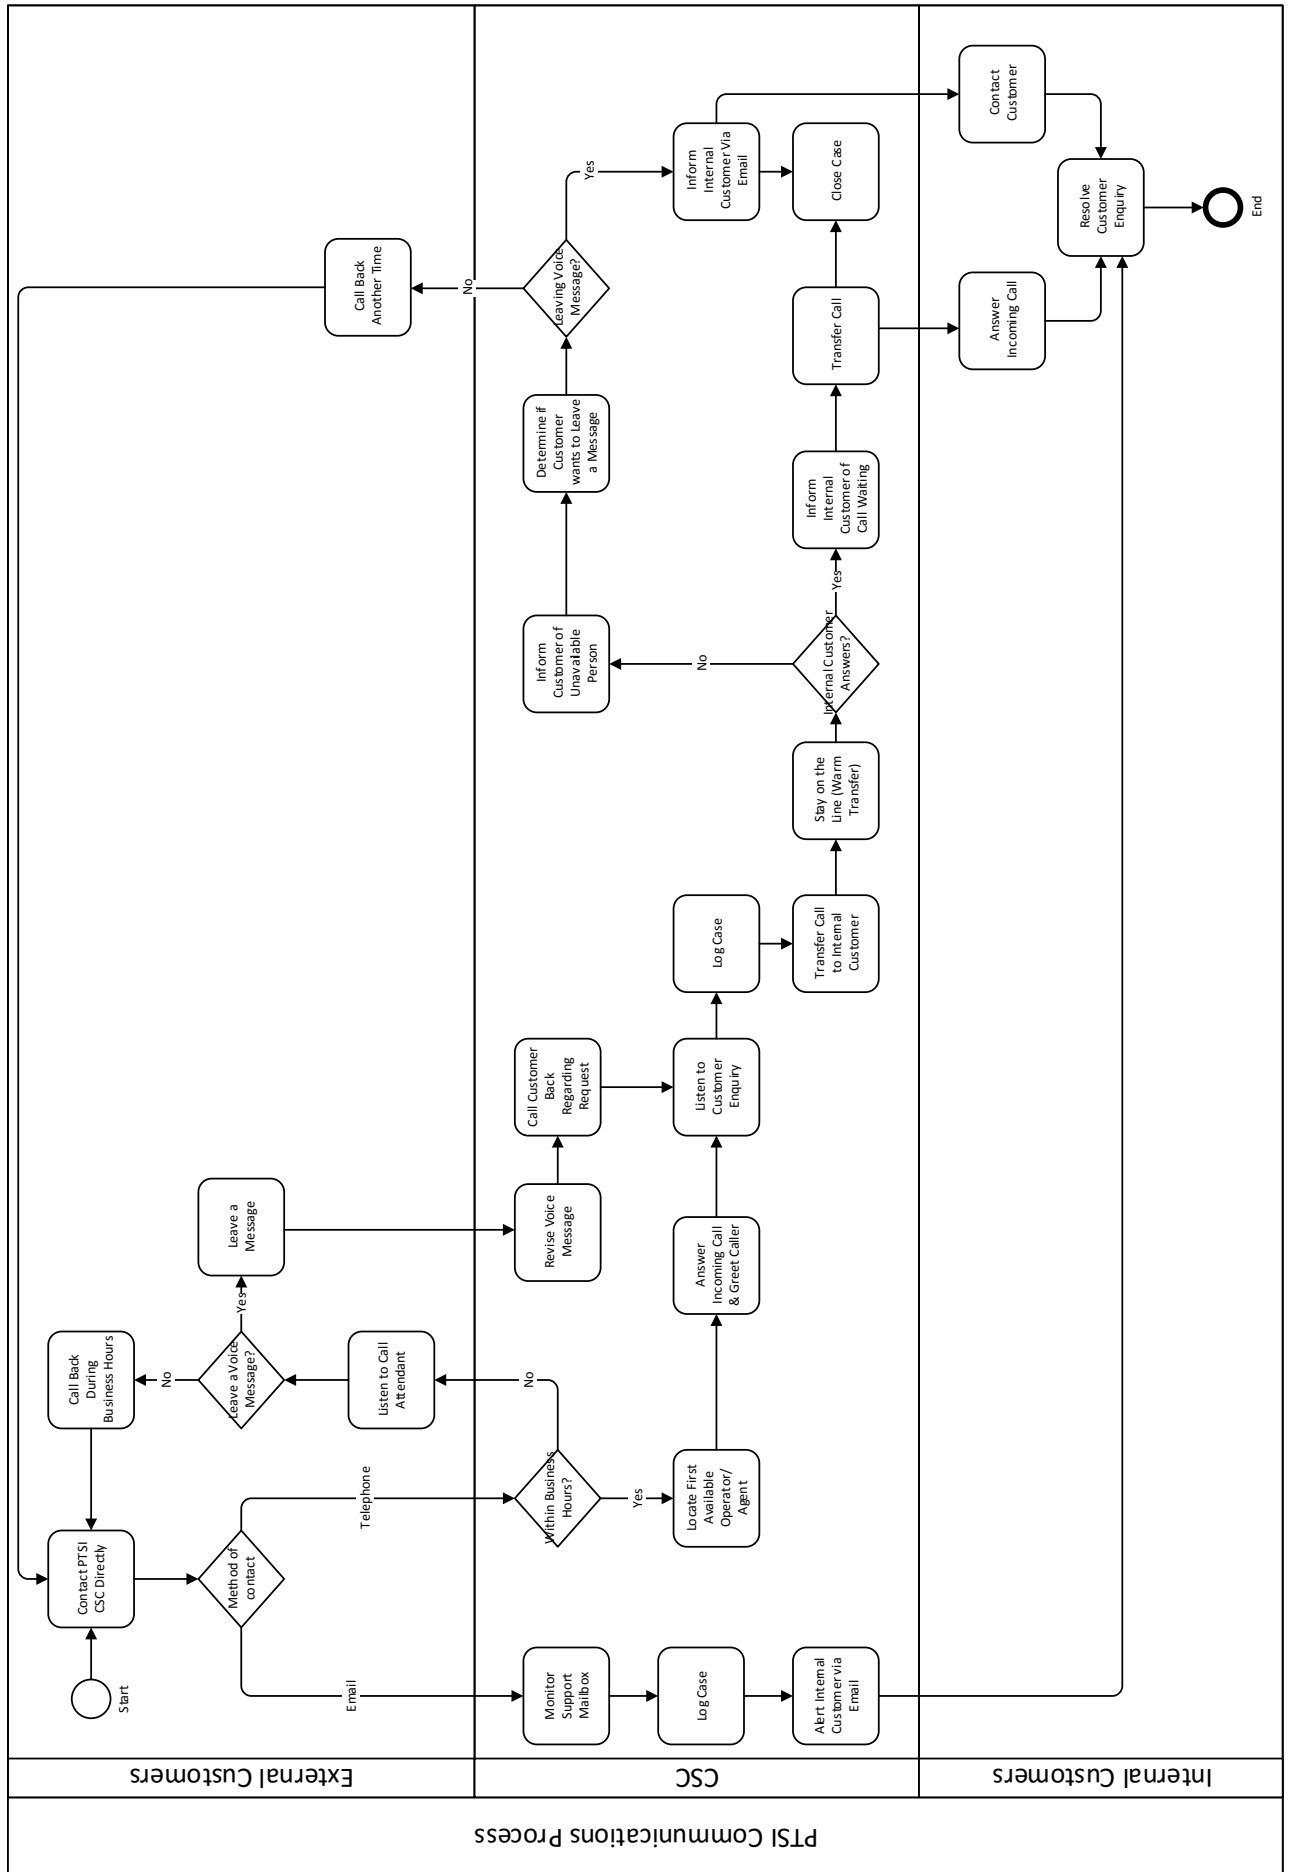 PTSI Communications Process
External Customers
CSC
Internal Customers
Start
Contact PTSI
CSC Directly
Method of
contact
Email
Telephone
Call Back
During
Business Hours
No
Leave a Voice
Message?
Yes
Leave a
Message
Listen to Call
Attendant
No
Call Back
Another Time
No
Monitor
Support
Mailbox
Log Case
Alert Internal
Customer via
Email
Within Business
Hours?
Yes
Locate First
Available
Operator/
Agent
Revise Voice
Message
Answer
Incoming Call
& Greet Caller
Call Customer
Back
Regarding
Request
Listen to
Customer
Enquiry
Log Case
Transfer Call
to Internal
Customer
Stay on the
Line (Warm
Transfer)
Internal Customer
Answers?
No
Yes
Inform
Customer of
Unavailable
Person
Determine if
Customer
wants to Leave
a Message
Leaving Voice
Message?
Yes
Inform
Internal
Customer of
Call Waiting
Transfer Call
Inform
Internal
Customer Via
Email
Close Case
Answer
Incoming Call
Contact
Customer
Resolve
Customer
Enquiry
End